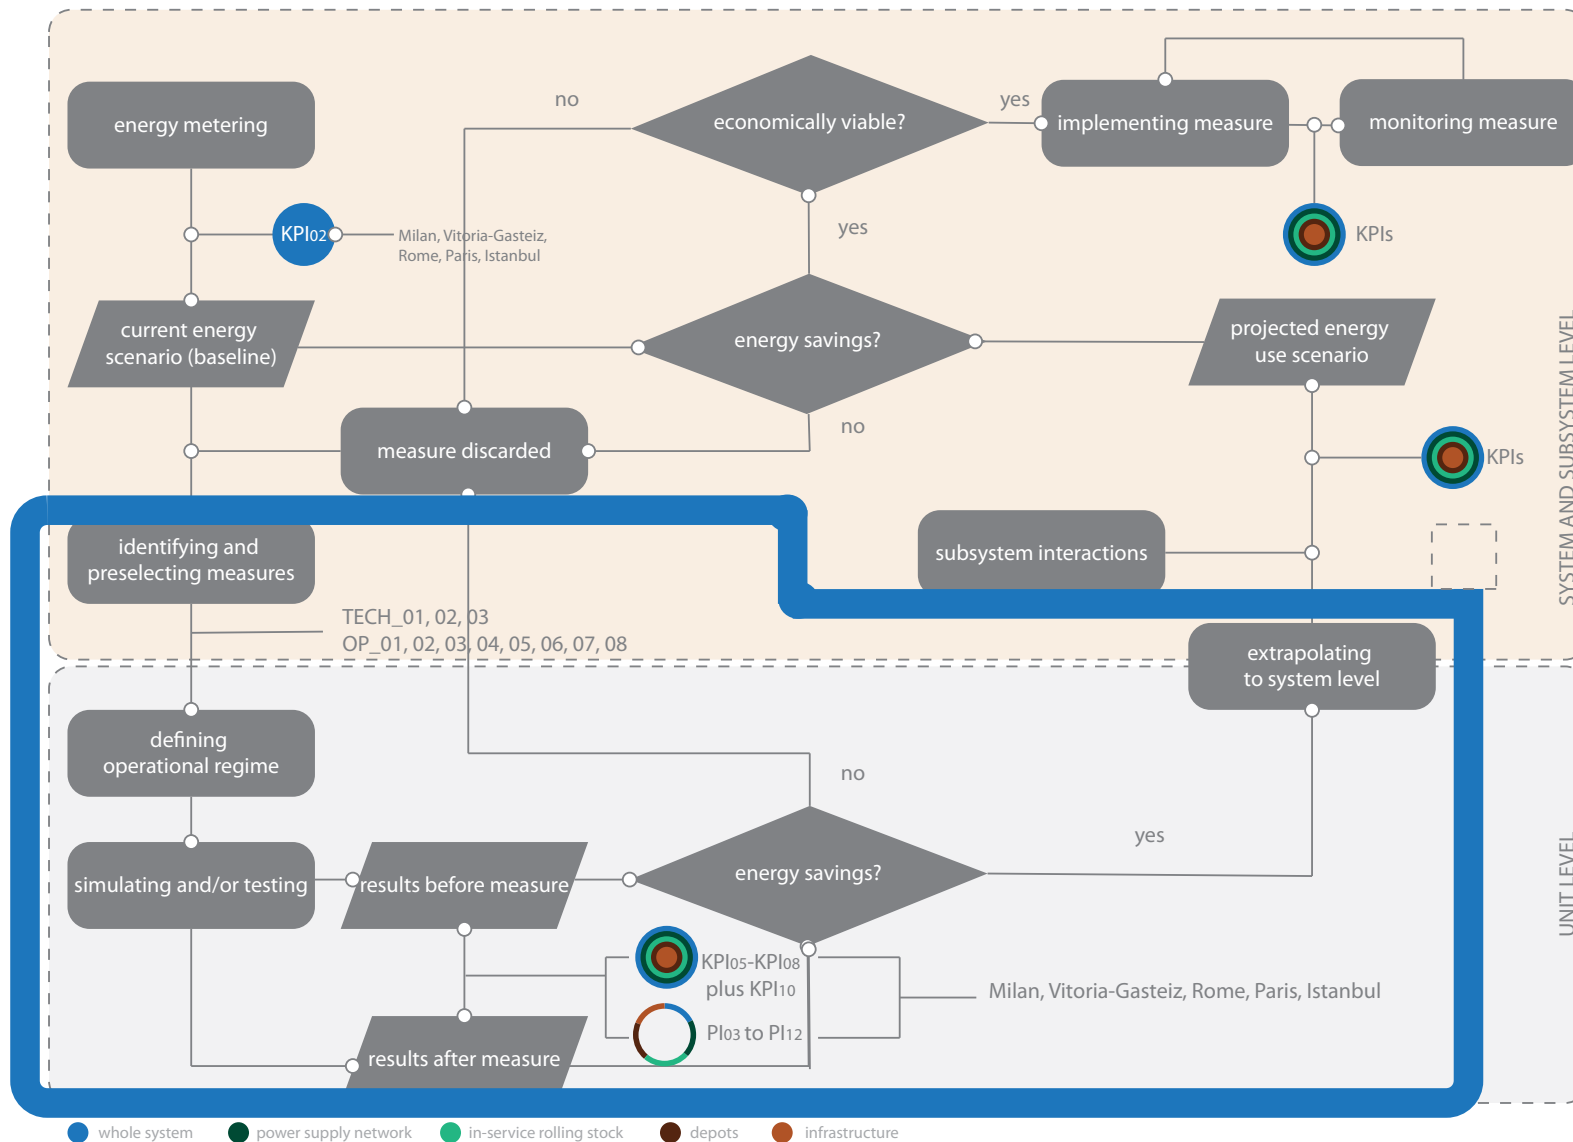 no
yes
energy metering
economically viable?
implementing measure
monitoring measure
KPI02
Milan, Vitoria-Gasteiz,
Rome, Paris, Istanbul
yes
KPIs
current energy
scenario (baseline)
energy savings?
projected energy
use scenario
no
measure discarded
KPIs
SYSTEM AND SUBSYSTEM LEVEL
identifying and
preselecting measures
subsystem interactions
TECH_01, 02, 03
OP_01, 02, 03, 04, 05, 06, 07, 08
extrapolating
to system level
defining
operational regime
no
yes
simulating and/or testing
results before measure
energy savings?
UNIT LEVEL
KPI05-KPI08
plus KPI10
Milan, Vitoria-Gasteiz, Rome, Paris, Istanbul
PI03 to PI12
results after measure
whole system
power supply network
in-service rolling stock
depots
infrastructure